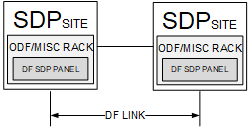 SDPSITE
ODF/MISC RACK
DF SDP PANEL
SDPSITE
ODF/MISC RACK
DF SDP PANEL
DF LINK